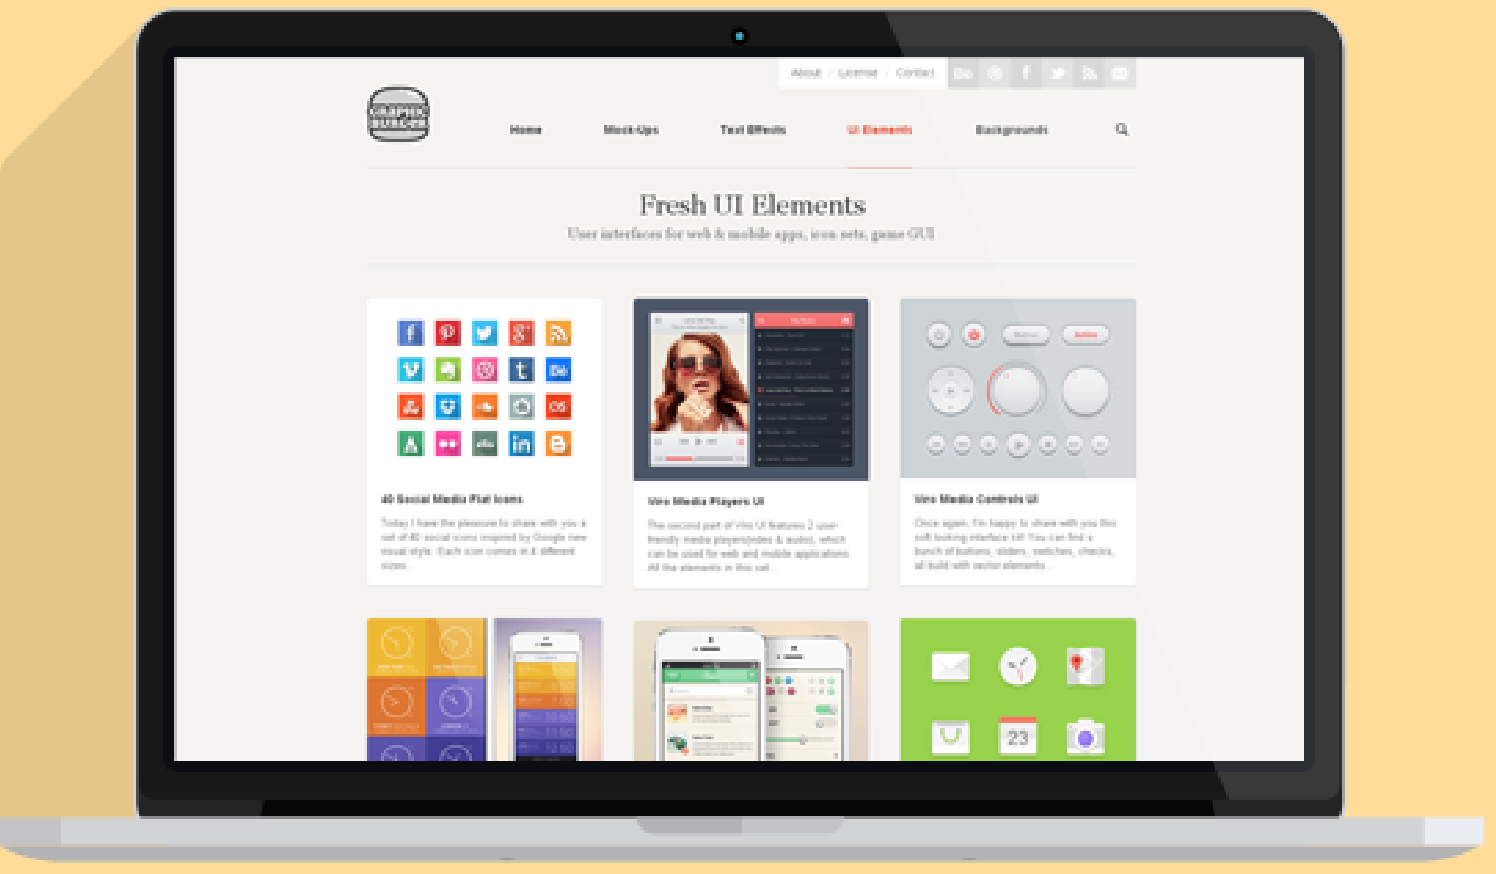 About / License / Contact
GRAPHIC
BURGER
Home
Mock-Ups
Text Effects
UI Elements
Backgrounds
Fresh UI Elements
User interfaces for web & mobile apps, icon sets, game GUI
40 Social Media Flat Icons
Today I have the pleasure to share with you a
set of 40 social icons inspired by Google new
visual style. Each icon comes in 4 different
sizes...
Viro Media Players UI
The second part of Viro UI features 2 user-
friendly media players(video & audio), which
can be used for web and mobile applications.
All the elements in this set...
Viro Media Controls UI
Once again, I'm happy to share with you this
soft looking interface kit! You can find a
bunch of buttons, sliders, switches, checks,
all build with vector elements...
23